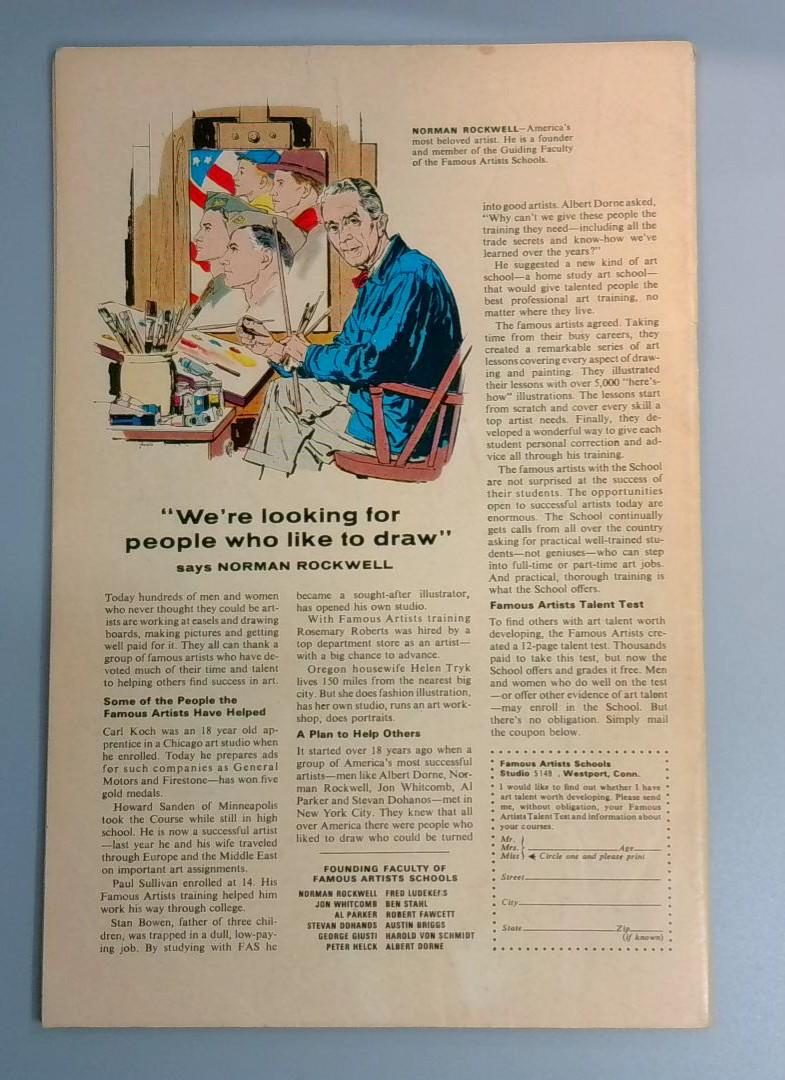 NORMAN ROCKWELL—America's
most beloved artist. He is a founder
and member of the Guiding Faculty
of the Famous Artists Schools.
"We're looking for
people who like to draw"
says NORMAN ROCKWELL
Today hundreds of men and women
who never thought they could be art-
ists are working at easels and drawing
boards, making pictures and getting
well paid for it. They all can thank a
group of famous artists who have de-
voted much of their time and talent
to helping others find success in art.
Some of the People the
Famous Artists Have Helped
Carl Koch was an 18 year old ap-
prentice in a Chicago art studio when
he enrolled. Today he prepares ads
for such companies as General
Motors and Firestone—has won five
gold medals.
Howard Sanden of Minneapolis
took the Course while still in high
school. He is now a successful artist
—last year he and his wife traveled
through Europe and the Middle East
on important art assignments.
Paul Sullivan enrolled at 14. His
Famous Artists training helped him
work his way through college.
Stan Bowen, father of three chil-
dren, was trapped in a dull, low-pay-
ing job. By studying with FAS he
became a sought-after illustrator,
has opened his own studio.
With Famous Artists training
Rosemary Roberts was hired by a
top department store as an artist—
with a big chance to advance.
Oregon housewife Helen Tryk
lives 150 miles from the nearest big
city. But she does fashion illustration,
has her own studio, runs an art work-
shop, does portraits.
A Plan to Help Others
It started over 18 years ago when a
group of America's most successful
artists—men like Albert Dorne, Nor-
man Rockwell, Jon Whitcomb, Al
Parker and Stevan Dohanos—met in
New York City. They knew that all
over America there were people who
liked to draw who could be turned
FOUNDING FACULTY OF
FAMOUS ARTISTS SCHOOLS
NORMAN ROCKWELL FRED LUDEKENS
JON WHITCOMB BEN STAHL
AL PARKER ROBERT FAWCETT
STEVAN DOHANOS AUSTIN BRIGGS
GEORGE GIUSTI HAROLD VON SCHMIDT
PETER HELCK ALBERT DORNE
into good artists. Albert Dorne asked,
"Why can't we give these people the
training they need—including all the
trade secrets and know-how we've
learned over the years?"
He suggested a new kind of art
school—a home study art school—
that would give talented people the
best professional art training, no
matter where they live.
The famous artists agreed. Taking
time from their busy careers, they
created a remarkable series of art
lessons covering every aspect of draw-
ing and painting. They illustrated
their lessons with over 5,000 "here's-
how" illustrations. The lessons start
from scratch and cover every skill a
top artist needs. Finally, they de-
veloped a wonderful way to give each
student personal correction and ad-
vice all through his training.
The famous artists with the School
are not surprised at the success of
their students. The opportunities
open to successful artists today are
enormous. The School continually
gets calls from all over the country
asking for practical well-trained stu-
dents—not geniuses—who can step
into full-time or part-time art jobs.
And practical, thorough training is
what the School offers.
Famous Artists Talent Test
To find others with art talent worth
developing, the Famous Artists cre-
ated a 12-page talent test. Thousands
paid to take this test, but now the
School offers and grades it free. Men
and women who do well on the test
—or offer other evidence of art talent
—may enroll in the School. But
there's no obligation. Simply mail
the coupon below.
Famous Artists Schools
Studio 5148 , Westport, Conn.
I would like to find out whether I have
art talent worth developing. Please send
me, without obligation, your Famous
Artists Talent Test and information about
your courses.
Mr.
Mrs. Age
Miss Circle one and please print
Street
City
State Zip
(if known)